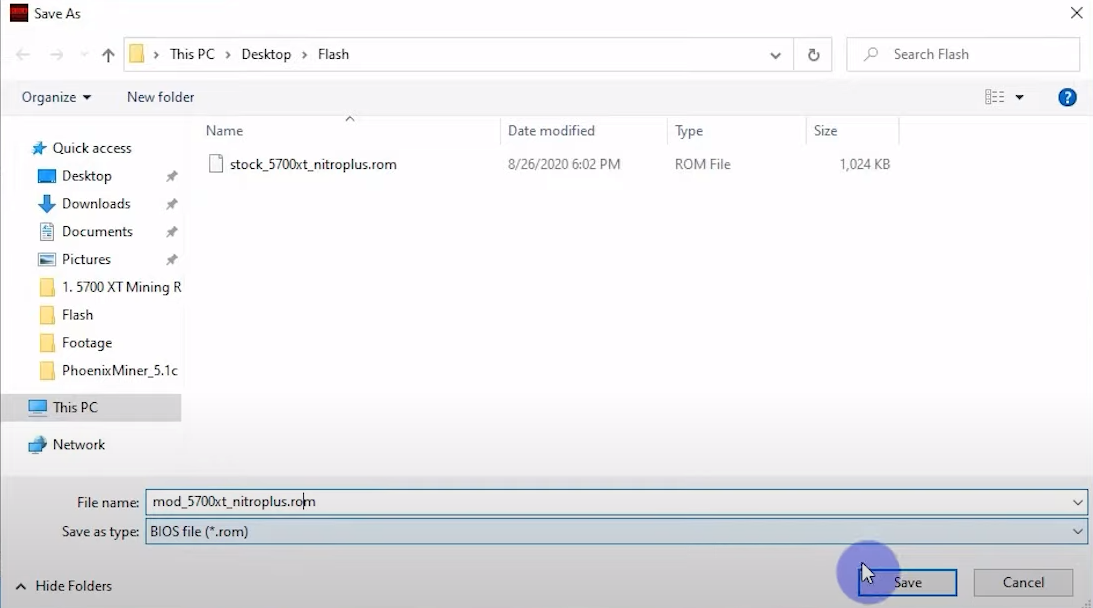 Save As
This PC > Desktop > Flash
Search Flash
Organize
New folder
?
Name
Date modified
Type
Size
stock_5700xt_nitroplus.rom
8/26/2020 6:02 PM
ROM File
1,024 KB
Quick access
Desktop
Downloads
Documents
Pictures
1. 5700 XT Mining R
Flash
Footage
PhoenixMiner_5.1c
This PC
Network
File name: mod_5700xt_nitroplus.rom
Save as type: BIOS file (*.rom)
Hide Folders
Save
Cancel